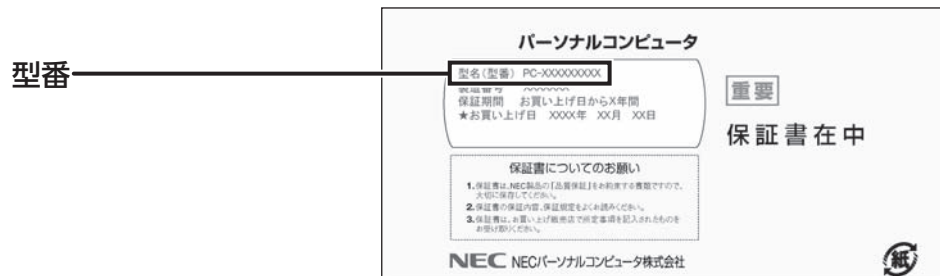 パーソナルコンピュータ
型番
型名(型番) PC-XXXXXXXXX
製造番号 XXXXXXX
保証期間 お買い上げ日からX年間
★お買い上げ日 XXXX年 XX月 XX日
重要
保証書在中
保証書についてのお願い
1.保証書は、NEC製品の「品質保証」をお約束する書類ですので、
大切に保存してください。
2.保証書の保証内容、保証規定をよくお読みください。
3.保証書は、お買い上げ販売店で所定事項を記入されたものを
お受け取りください。
NEC NECパーソナルコンピュータ株式会社
紙